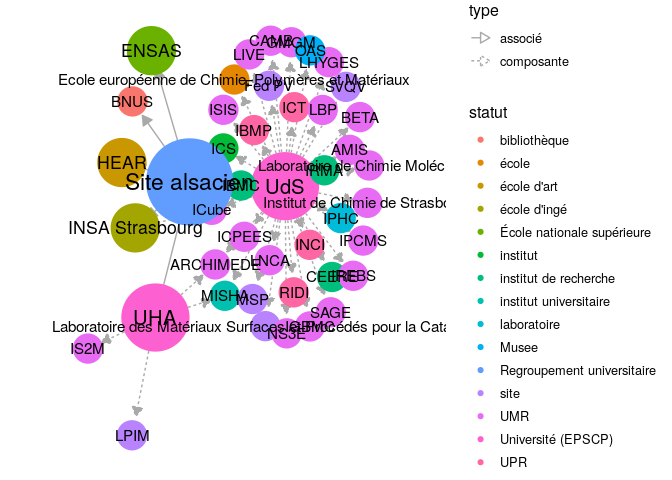 type
associé
composante
statut
bibliothèque
école
école d'art
école d'ingé
École nationale supérieure
institut
institut de recherche
institut universitaire
laboratoire
Musee
Regroupement universitaire
site
UMR
Université (EPSCP)
UPR
ENSAS
CAMB
GMGM
OAS
LIVE
LHYGES
Ecole européenne de Chimie, Polymères et Matériaux
Fed PV
SVQV
BNUS
ISIS
ICT
LBP
BETA
IBMP
ICS
AMIS
HEAR
Laboratoire de Chimie Moléc
IRMA
Site alsacien
IBMC
UdS
ICube
Institut de Chimie de Strasbo
IPHC
INSA Strasbourg
ICPEES
INCI
IPCMS
ARCHIMEDE
LNCA
IREBS
MISHA
MSP
RIDI
SAGE
UHA
Laboratoire des Matériaux Surfaces et Procédés pour la Cata
NS3E
IS2M
LPIM